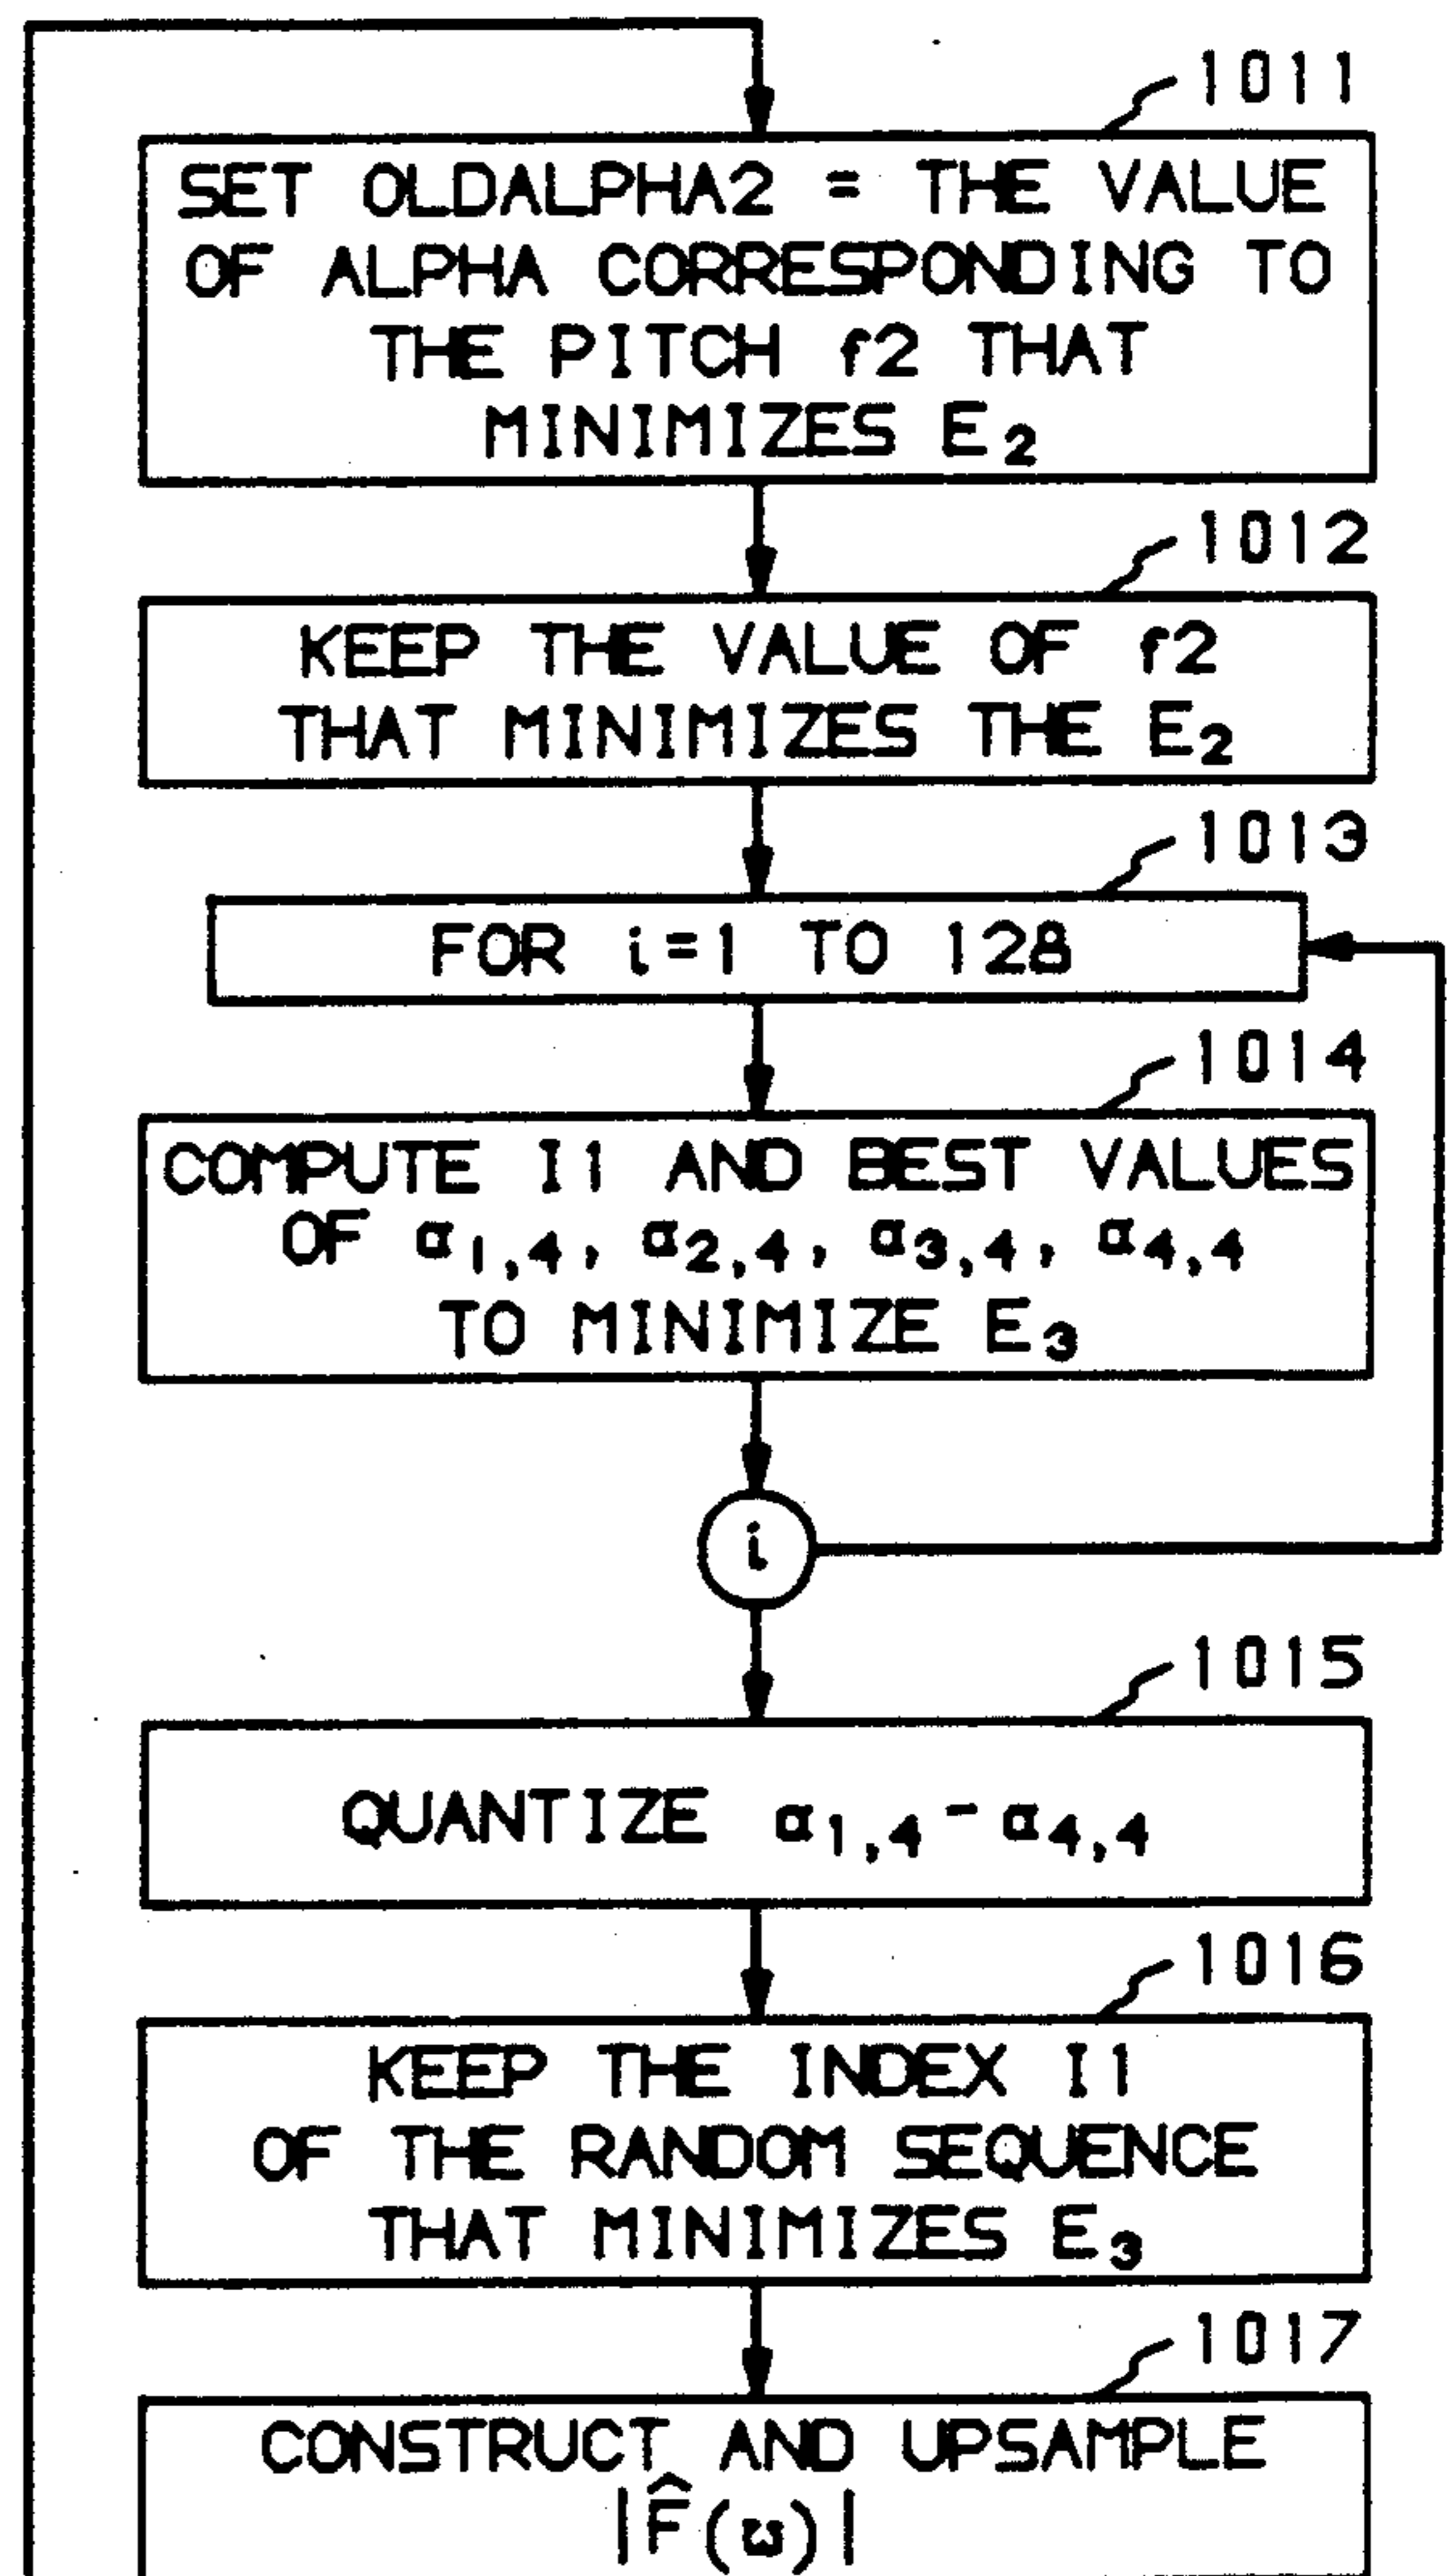 1011
SET OLDALPHA2 = THE VALUE
OF ALPHA CORRESPONDING TO
THE PITCH f2 THAT
MINIMIZES E₂
1012
KEEP THE VALUE OF f2
THAT MINIMIZES THE E₂
1013
FOR i=1 TO 128
1014
COMPUTE I1 AND BEST VALUES
OF α₁,₄, α₂,₄, α₃,₄, α₄,₄
TO MINIMIZE E₃
i
1015
QUANTIZE α₁,₄ - α₄,₄
1016
KEEP THE INDEX I1
OF THE RANDOM SEQUENCE
THAT MINIMIZES E₃
1017
CONSTRUCT AND UPSAMPLE
|F̂(ω)|